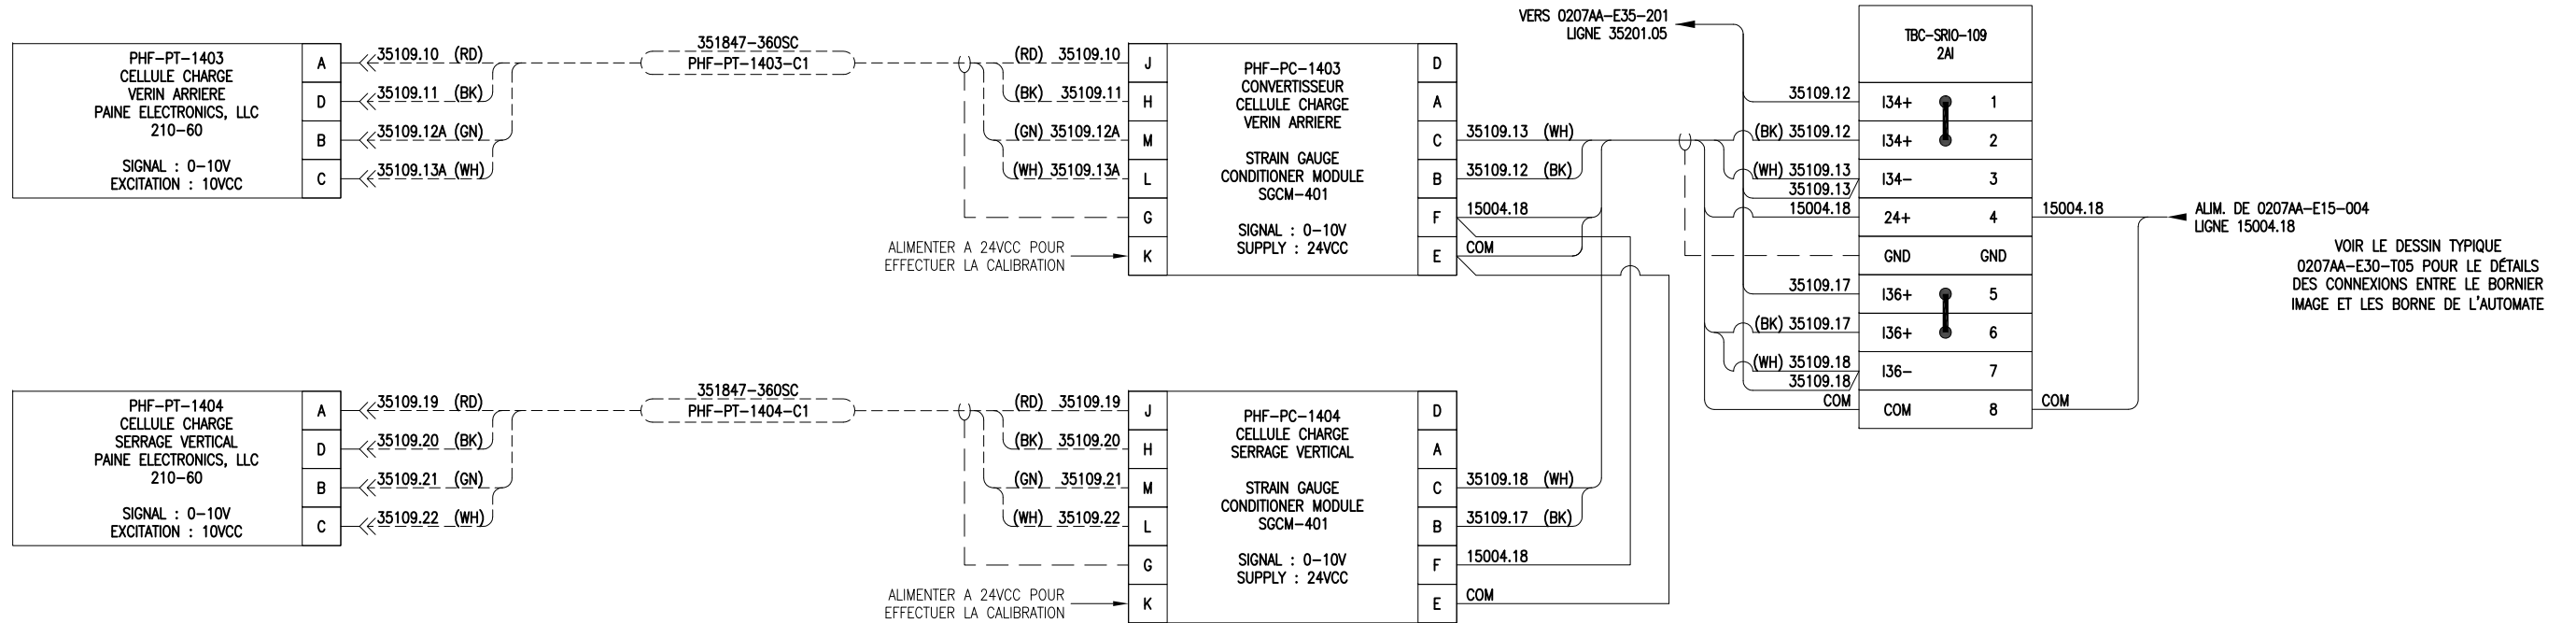 PHF-PT-1403
CELLULE CHARGE
VERIN ARRIERE
PAINE ELECTRONICS, LLC
210-60
SIGNAL : 0-10V
EXCITATION : 10VCC
A
D
B
C
35109.10 (RD)
35109.11 (BK)
35109.12A (GN)
35109.13A (WH)
351847-360SC
PHF-PT-1403-C1
(RD) 35109.10
(BK) 35109.11
(GN) 35109.12A
(WH) 35109.13A
ALIMENTER A 24VCC POUR
EFFECTUER LA CALIBRATION
J
H
M
L
G
K
PHF-PC-1403
CONVERTISSEUR
CELLULE CHARGE
VERIN ARRIERE
STRAIN GAUGE
CONDITIONER MODULE
SGCM-401
SIGNAL : 0-10V
SUPPLY : 24VCC
D
A
C
B
F
E
35109.13 (WH)
35109.12 (BK)
15004.18
COM
VERS 0207AA-E35-201
LIGNE 35201.05
TBC-SRIO-109
2AI
35109.12
I34+ 1
(BK) 35109.12
I34+ 2
(WH) 35109.13
35109.13
I34- 3
15004.18
24+ 4
15004.18
GND GND
35109.17
I36+ 5
(BK) 35109.17
I36+ 6
(WH) 35109.18
35109.18
I36- 7
COM
COM 8
COM
ALIM. DE 0207AA-E15-004
LIGNE 15004.18
VOIR LE DESSIN TYPIQUE
0207AA-E30-T05 POUR LE DÉTAILS
DES CONNEXIONS ENTRE LE BORNIER
IMAGE ET LES BORNE DE L'AUTOMATE
PHF-PT-1404
CELLULE CHARGE
SERRAGE VERTICAL
PAINE ELECTRONICS, LLC
210-60
SIGNAL : 0-10V
EXCITATION : 10VCC
A
D
B
C
35109.19 (RD)
35109.20 (BK)
35109.21 (GN)
35109.22 (WH)
351847-360SC
PHF-PT-1404-C1
(RD) 35109.19
(BK) 35109.20
(GN) 35109.21
(WH) 35109.22
ALIMENTER A 24VCC POUR
EFFECTUER LA CALIBRATION
J
H
M
L
G
K
PHF-PC-1404
CELLULE CHARGE
SERRAGE VERTICAL
STRAIN GAUGE
CONDITIONER MODULE
SGCM-401
SIGNAL : 0-10V
SUPPLY : 24VCC
D
A
C
B
F
E
35109.18 (WH)
35109.17 (BK)
15004.18
COM